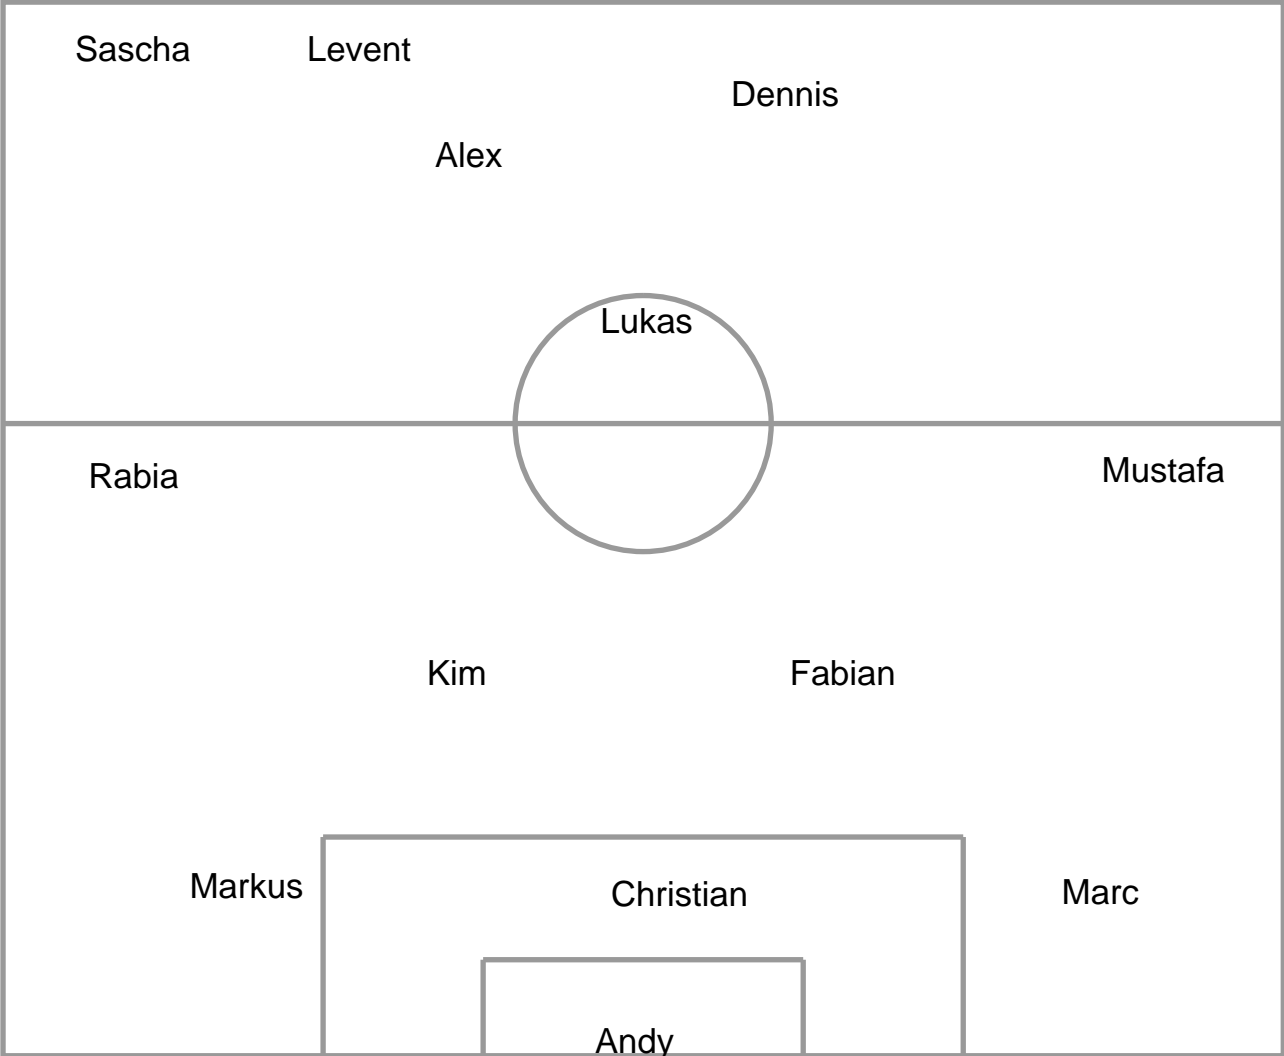 Sascha Levent
Dennis
Alex
Lukas
Rabia Mustafa
Kim Fabian
Markus Christian Marc
Andy